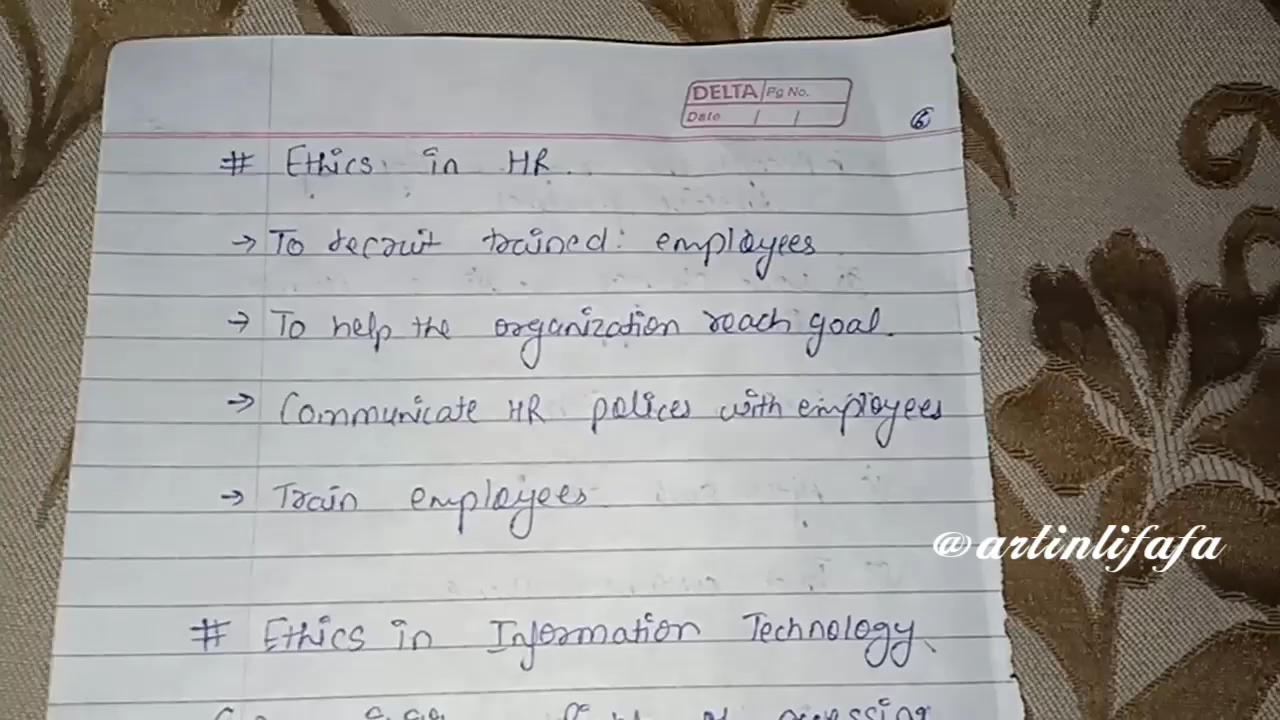 DELTA Pg No.
Date / /
6
# Ethics in HR.
→ To recruit trained employees
→ To help the organization reach goal.
→ Communicate HR polices with employees
→ Train employees
@artinlifafa
# Ethics in Information Technology